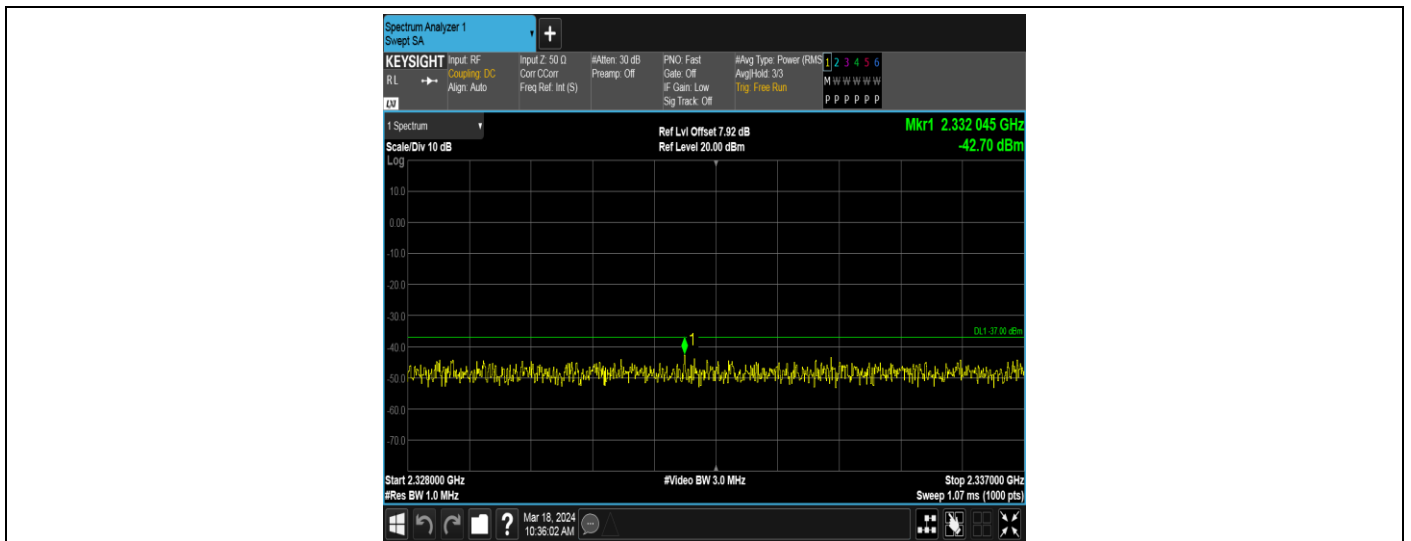 Spectrum Analyzer 1
Swept SA
+
KEYSIGHT
RL
Input: RF
Coupling: DC
Align: Auto
Input Z: 50 Ω
Corr CCorr
Freq Ref: Int (S)
#Atten: 30 dB
Preamp: Off
PNO: Fast
Gate: Off
IF Gain: Low
Sig Track: Off
#Avg Type: Power (RMS
Avg|Hold: 3/3
Trig: Free Run
1 2 3 4 5 6
M W W W W W
P P P P P P
1 Spectrum
Scale/Div 10 dB
Ref Lvl Offset 7.92 dB
Ref Level 20.00 dBm
Mkr1 2.332 045 GHz
-42.70 dBm
Log
10.0
0.00
-10.0
-20.0
-30.0
DL1 -37.00 dBm
1
-40.0
-50.0
-60.0
-70.0
Start 2.328000 GHz
#Res BW 1.0 MHz
#Video BW 3.0 MHz
Stop 2.337000 GHz
Sweep 1.07 ms (1000 pts)
?
Mar 18, 2024
10:36:02 AM